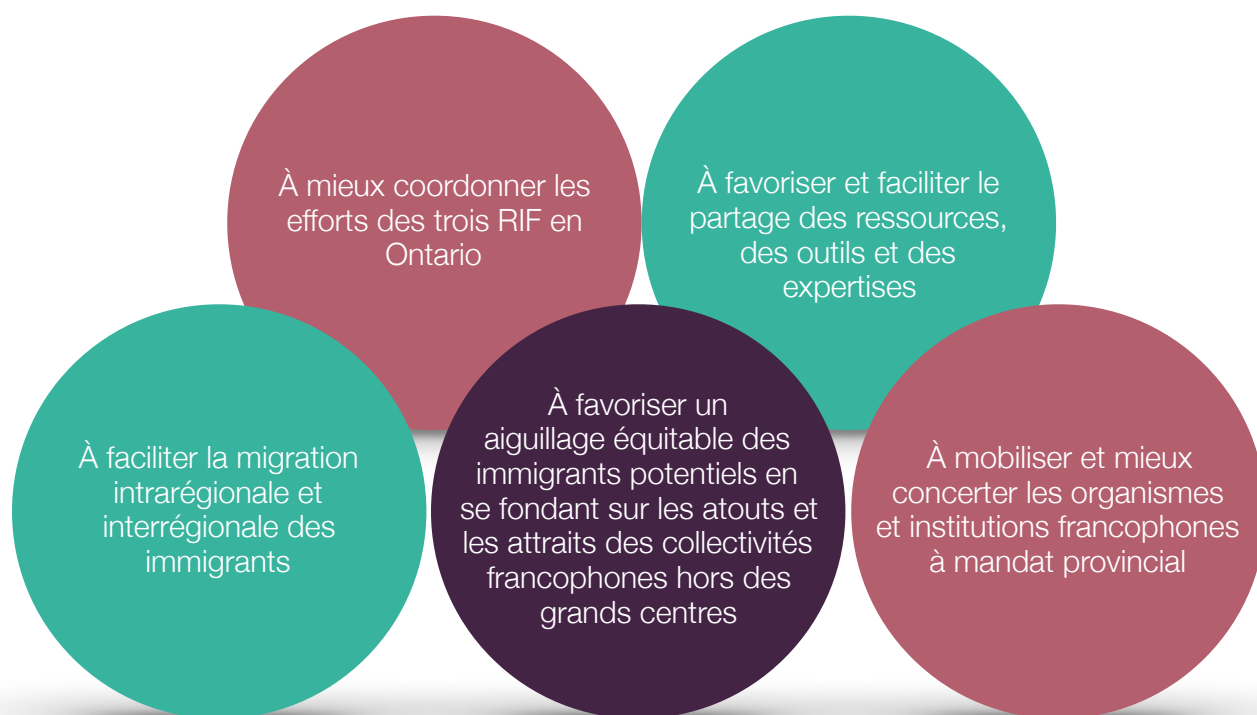 À mieux coordonner les
efforts des trois RIF en
Ontario
À favoriser et faciliter le
partage des ressources,
des outils et des
expertises
À faciliter la migration
intrarégionale et
interrégionale des
immigrants
À favoriser un
aiguillage équitable des
immigrants potentiels en
se fondant sur les atouts et
les attraits des collectivités
francophones hors des
grands centres
À mobiliser et mieux
concerter les organismes
et institutions francophones
à mandat provincial